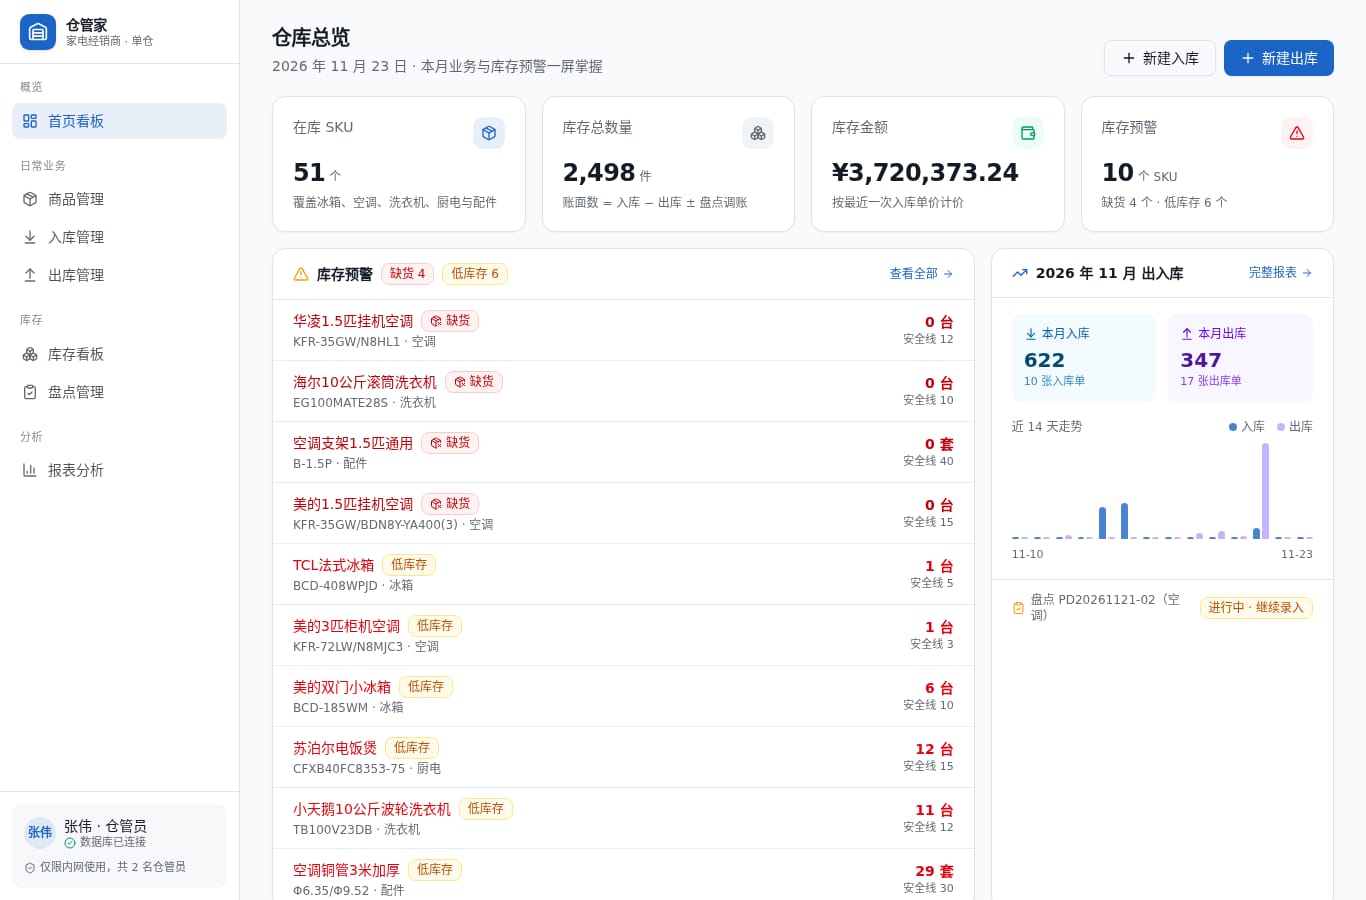 仓管家
家电经销商 · 单仓
概览
首页看板
日常业务
商品管理
入库管理
出库管理
库存
库存看板
盘点管理
分析
报表分析
张伟
张伟 · 仓管员
数据库已连接
仅限内网使用，共 2 名仓管员
仓库总览
2026 年 11 月 23 日 · 本月业务与库存预警一屏掌握
新建入库
新建出库
在库 SKU
51 个
覆盖冰箱、空调、洗衣机、厨电与配件
库存总数量
2,498 件
账面数 = 入库 − 出库 ± 盘点调账
库存金额
¥3,720,373.24
按最近一次入库单价计价
库存预警
10 个 SKU
缺货 4 个 · 低库存 6 个
库存预警 缺货 4 低库存 6 查看全部
华凌1.5匹挂机空调 缺货 0 台
KFR-35GW/N8HL1 · 空调 安全线 12
海尔10公斤滚筒洗衣机 缺货 0 台
EG100MATE28S · 洗衣机 安全线 10
空调支架1.5匹通用 缺货 0 套
B-1.5P · 配件 安全线 40
美的1.5匹挂机空调 缺货 0 台
KFR-35GW/BDN8Y-YA400(3) · 空调 安全线 15
TCL法式冰箱 低库存 1 台
BCD-408WPJD · 冰箱 安全线 5
美的3匹柜机空调 低库存 1 台
KFR-72LW/N8MJC3 · 空调 安全线 3
美的双门小冰箱 低库存 6 台
BCD-185WM · 冰箱 安全线 10
苏泊尔电饭煲 低库存 12 台
CFXB40FC8353-75 · 厨电 安全线 15
小天鹅10公斤波轮洗衣机 低库存 11 台
TB100V23DB · 洗衣机 安全线 12
空调铜管3米加厚 低库存 29 套
Φ6.35/Φ9.52 · 配件 安全线 30
2026 年 11 月 出入库 完整报表
本月入库
622
10 张入库单
本月出库
347
17 张出库单
近 14 天走势 入库 出库
11-10 11-23
盘点 PD20261121-02（空
调） 进行中 · 继续录入